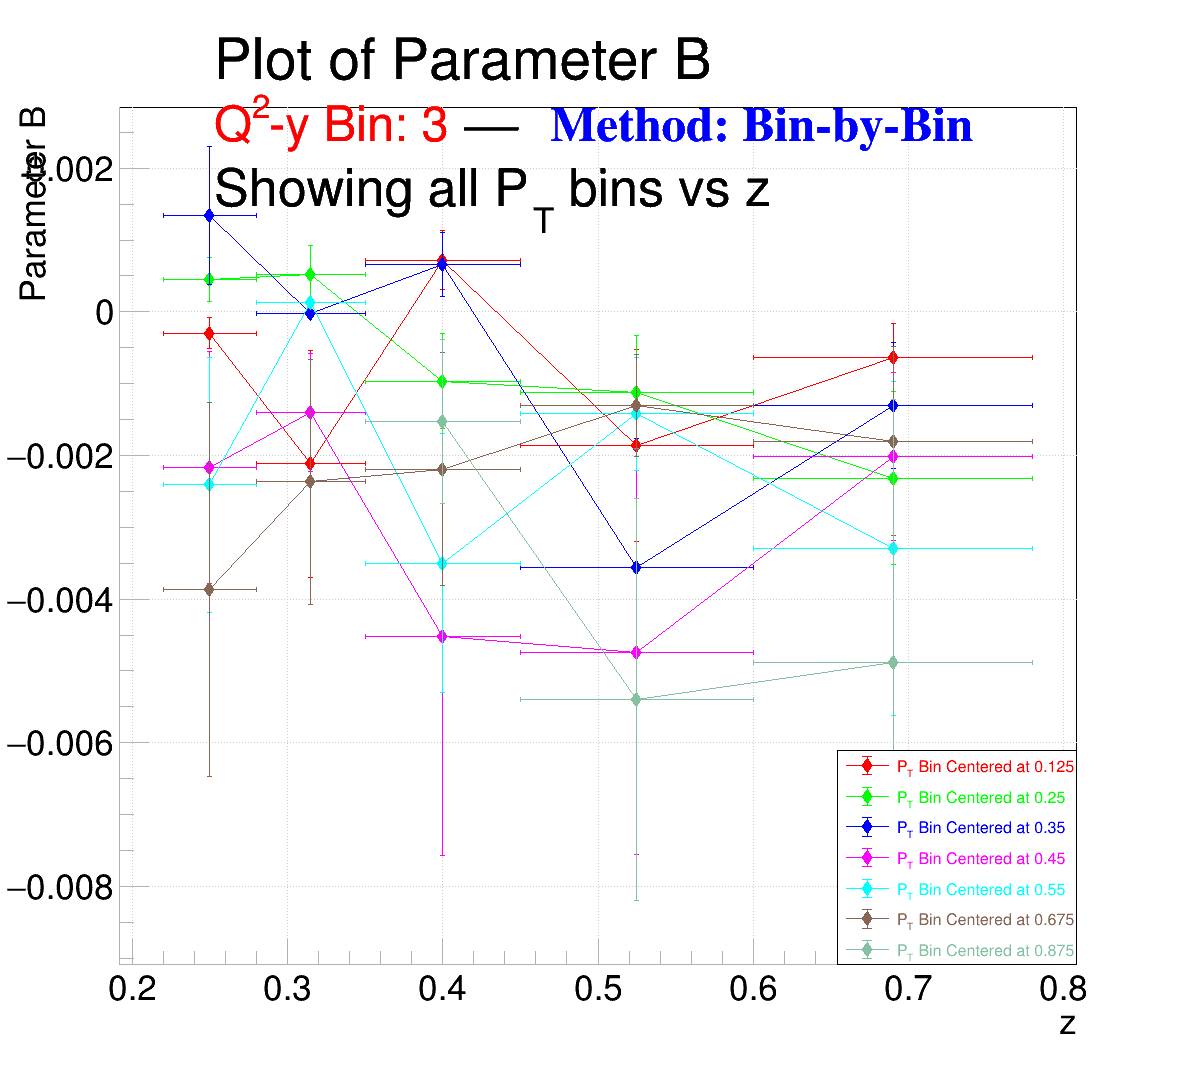 Plot of Parameter B
Q²-y Bin: 3 — Method: Bin-by-Bin
Showing all P_T bins vs z
Parameter B
0.002
0
−0.002
−0.004
−0.006
−0.008
0.2 0.3 0.4 0.5 0.6 0.7 0.8
z
P_T Bin Centered at 0.125
P_T Bin Centered at 0.25
P_T Bin Centered at 0.35
P_T Bin Centered at 0.45
P_T Bin Centered at 0.55
P_T Bin Centered at 0.675
P_T Bin Centered at 0.875